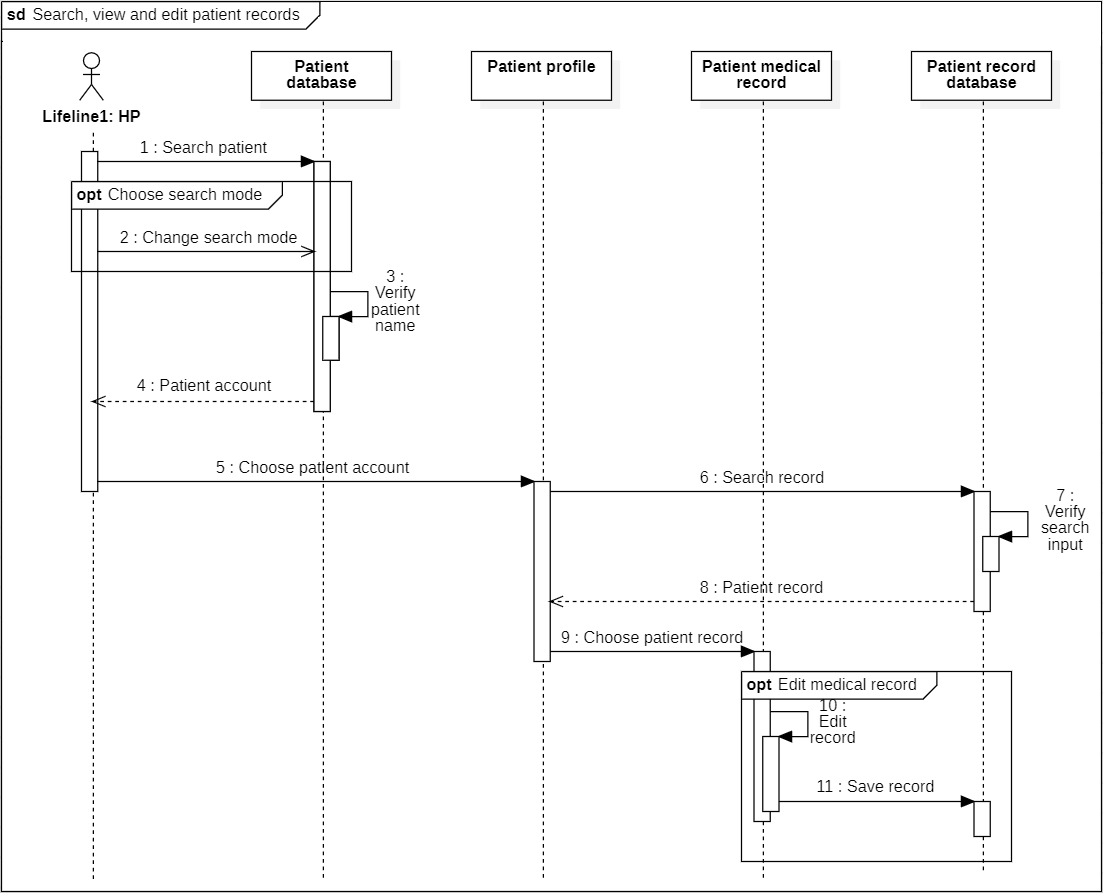 sd Search, view and edit patient records
Patient
database
Patient profile
Patient medical
record
Patient record
database
Lifeline1: HP
1 : Search patient
opt Choose search mode
2 : Change search mode
3 :
Verify
patient
name
4 : Patient account
5 : Choose patient account
6 : Search record
7 :
Verify
search
input
8 : Patient record
9 : Choose patient record
opt Edit medical record
10 :
Edit
record
11 : Save record